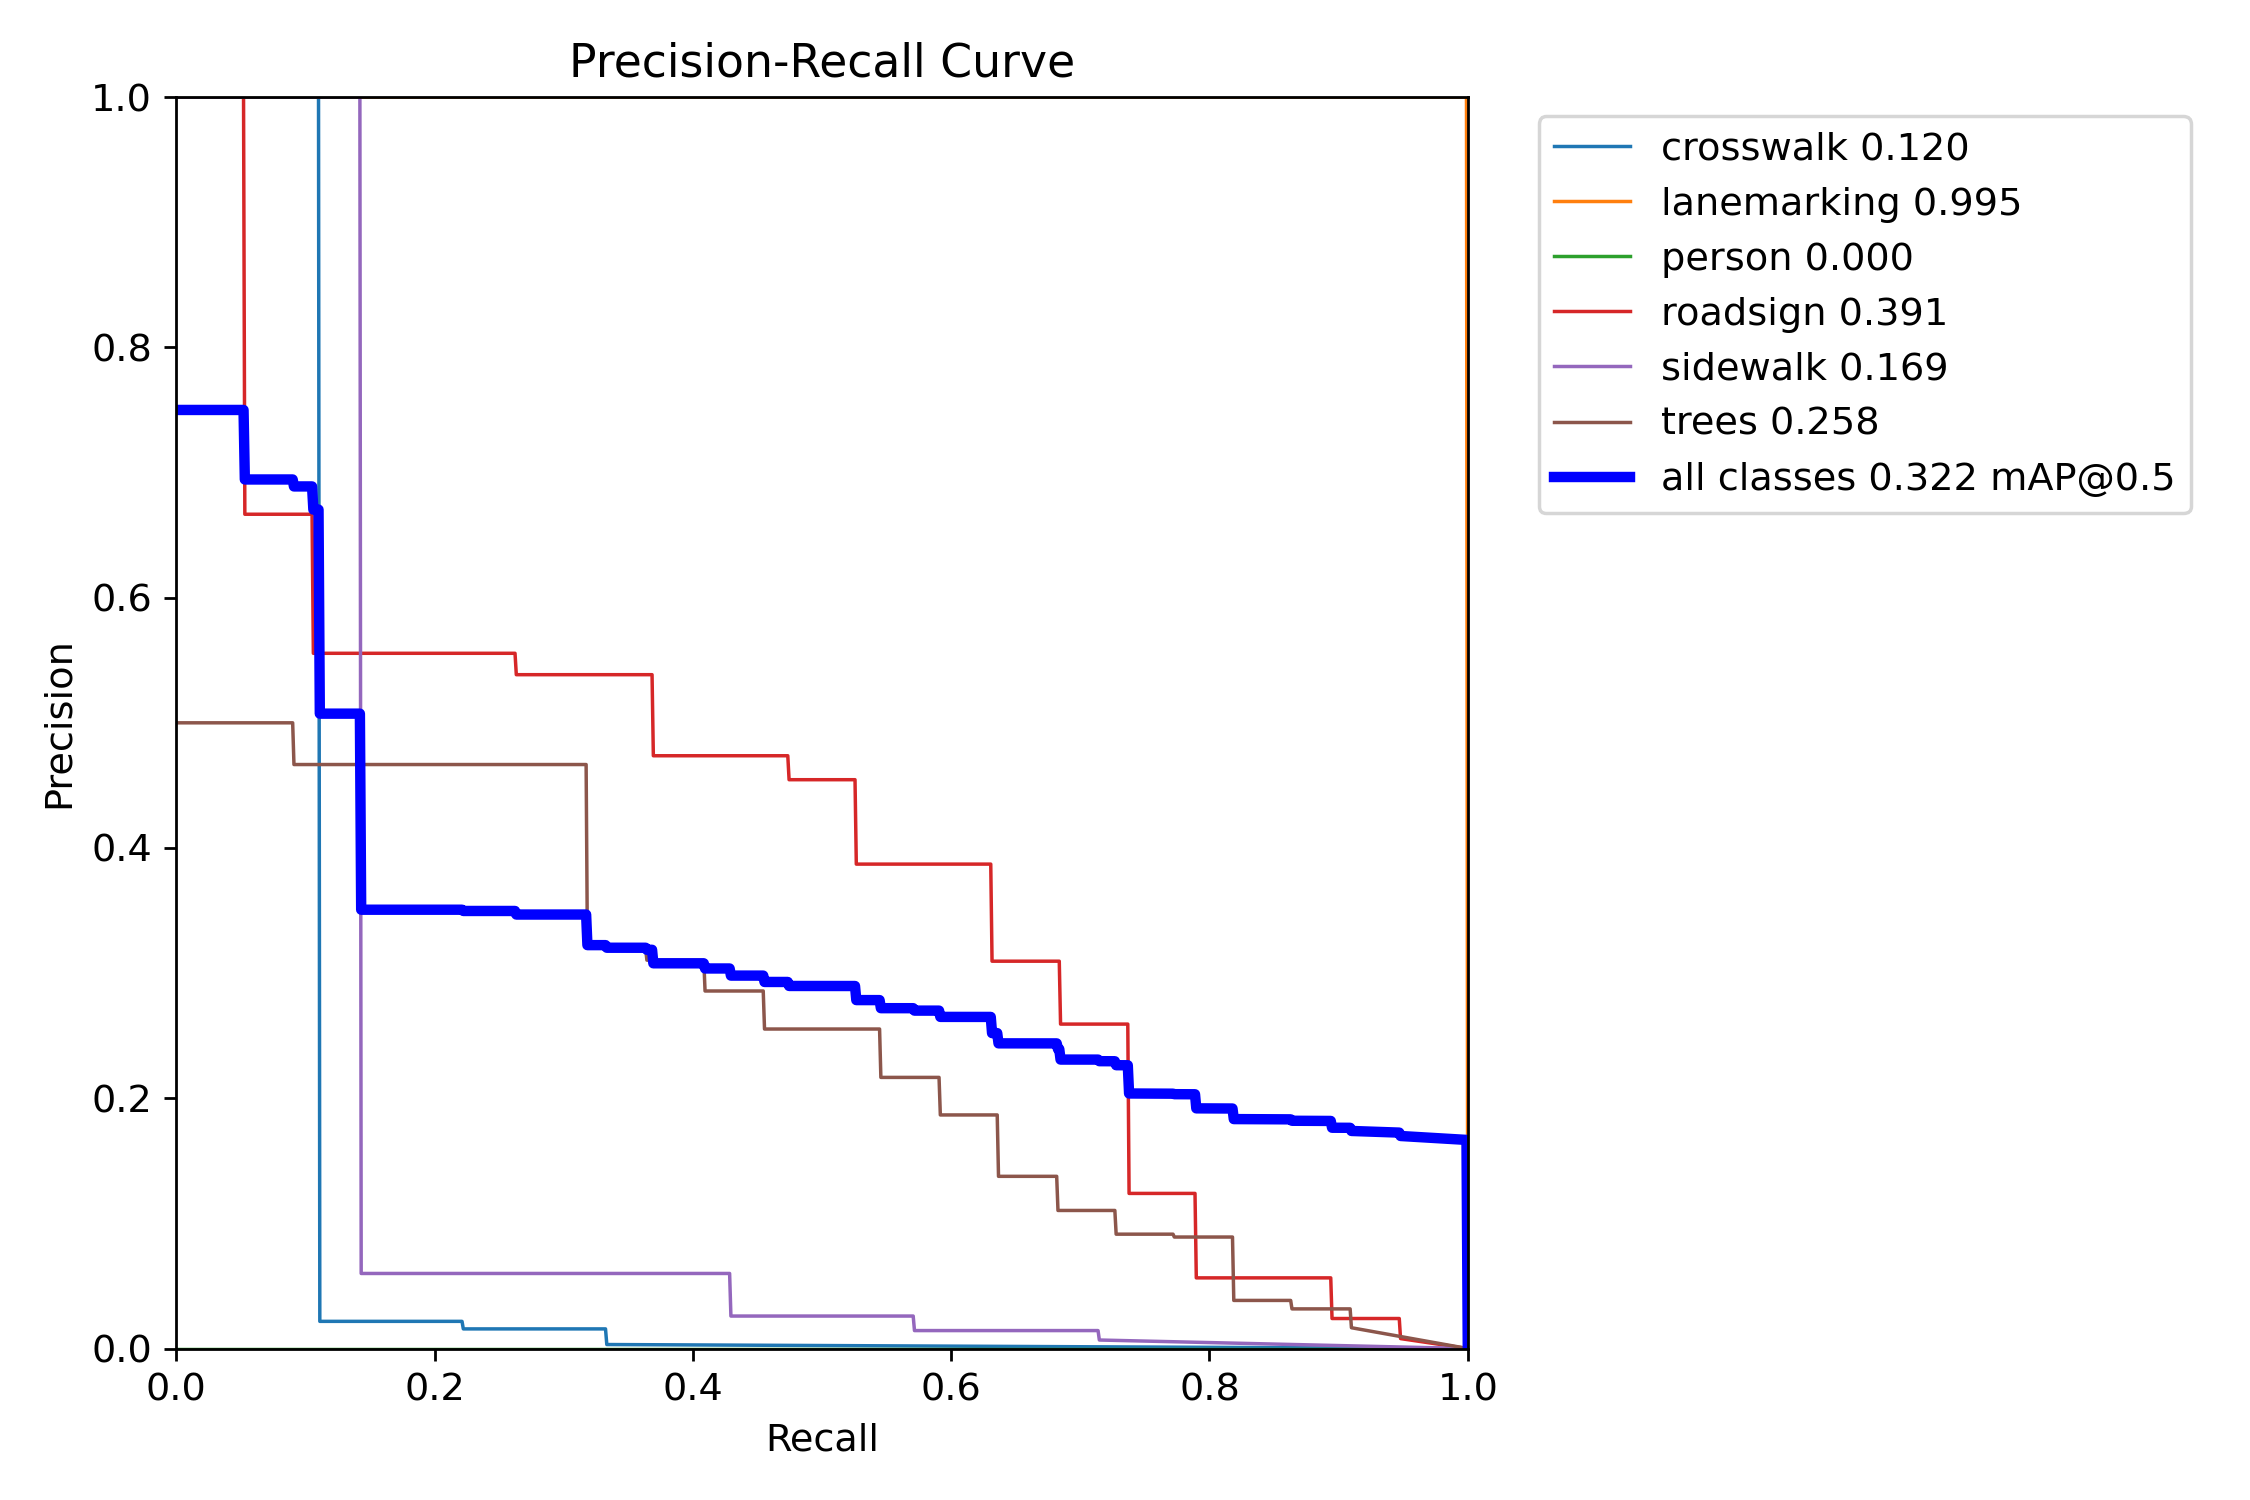 Precision-Recall Curve
1.0
0.8
0.6
0.4
0.2
0.0
Precision
0.0 0.2 0.4 0.6 0.8 1.0
Recall
crosswalk 0.120
lanemarking 0.995
person 0.000
roadsign 0.391
sidewalk 0.169
trees 0.258
all classes 0.322 mAP@0.5